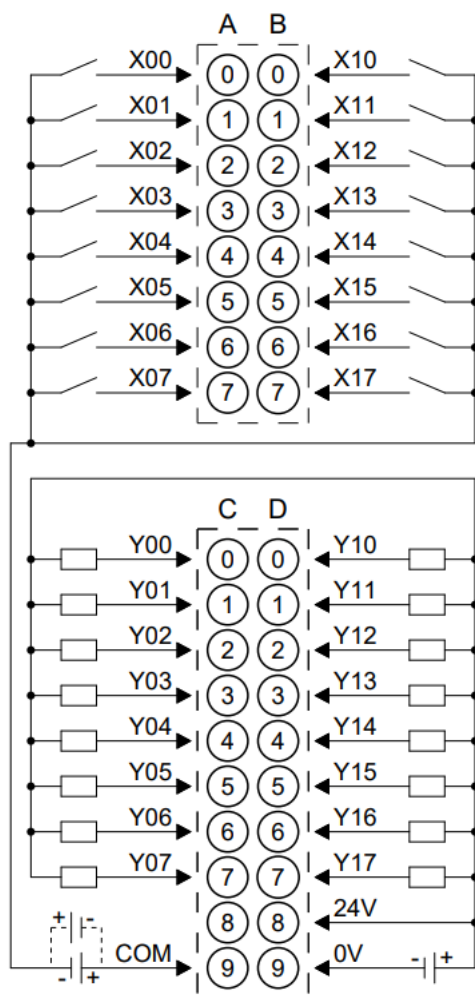 A B
X00 0 0 X10
X01 1 1 X11
X02 2 2 X12
X03 3 3 X13
X04 4 4 X14
X05 5 5 X15
X06 6 6 X16
X07 7 7 X17
C D
Y00 0 0 Y10
Y01 1 1 Y11
Y02 2 2 Y12
Y03 3 3 Y13
Y04 4 4 Y14
Y05 5 5 Y15
Y06 6 6 Y16
Y07 7 7 Y17
+ - 8 8 24V
- + COM 9 9 0V - +